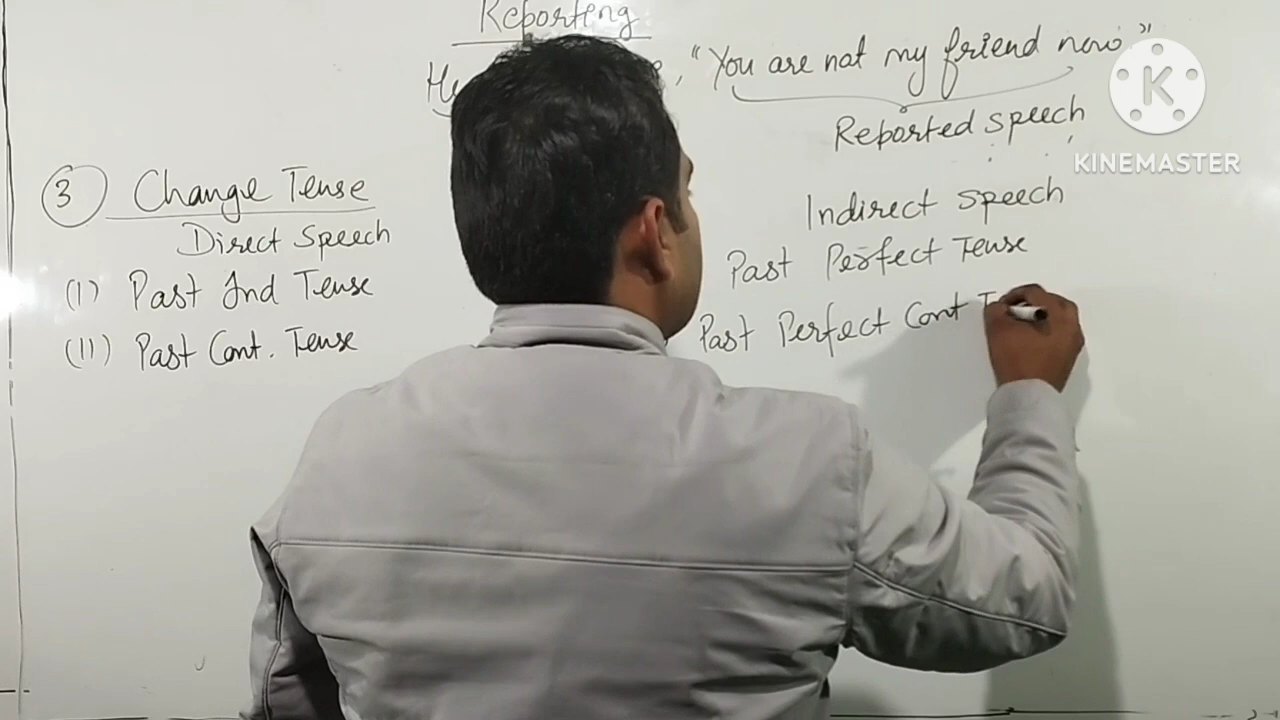 Reporting
"You are not my friend now"
Reported speech
KINEMASTER
3 Change Tense
Direct Speech
Indirect speech
(I) Past Ind Tense
Past Perfect Tense
(II) Past Cont. Tense
Past Perfect Cont T